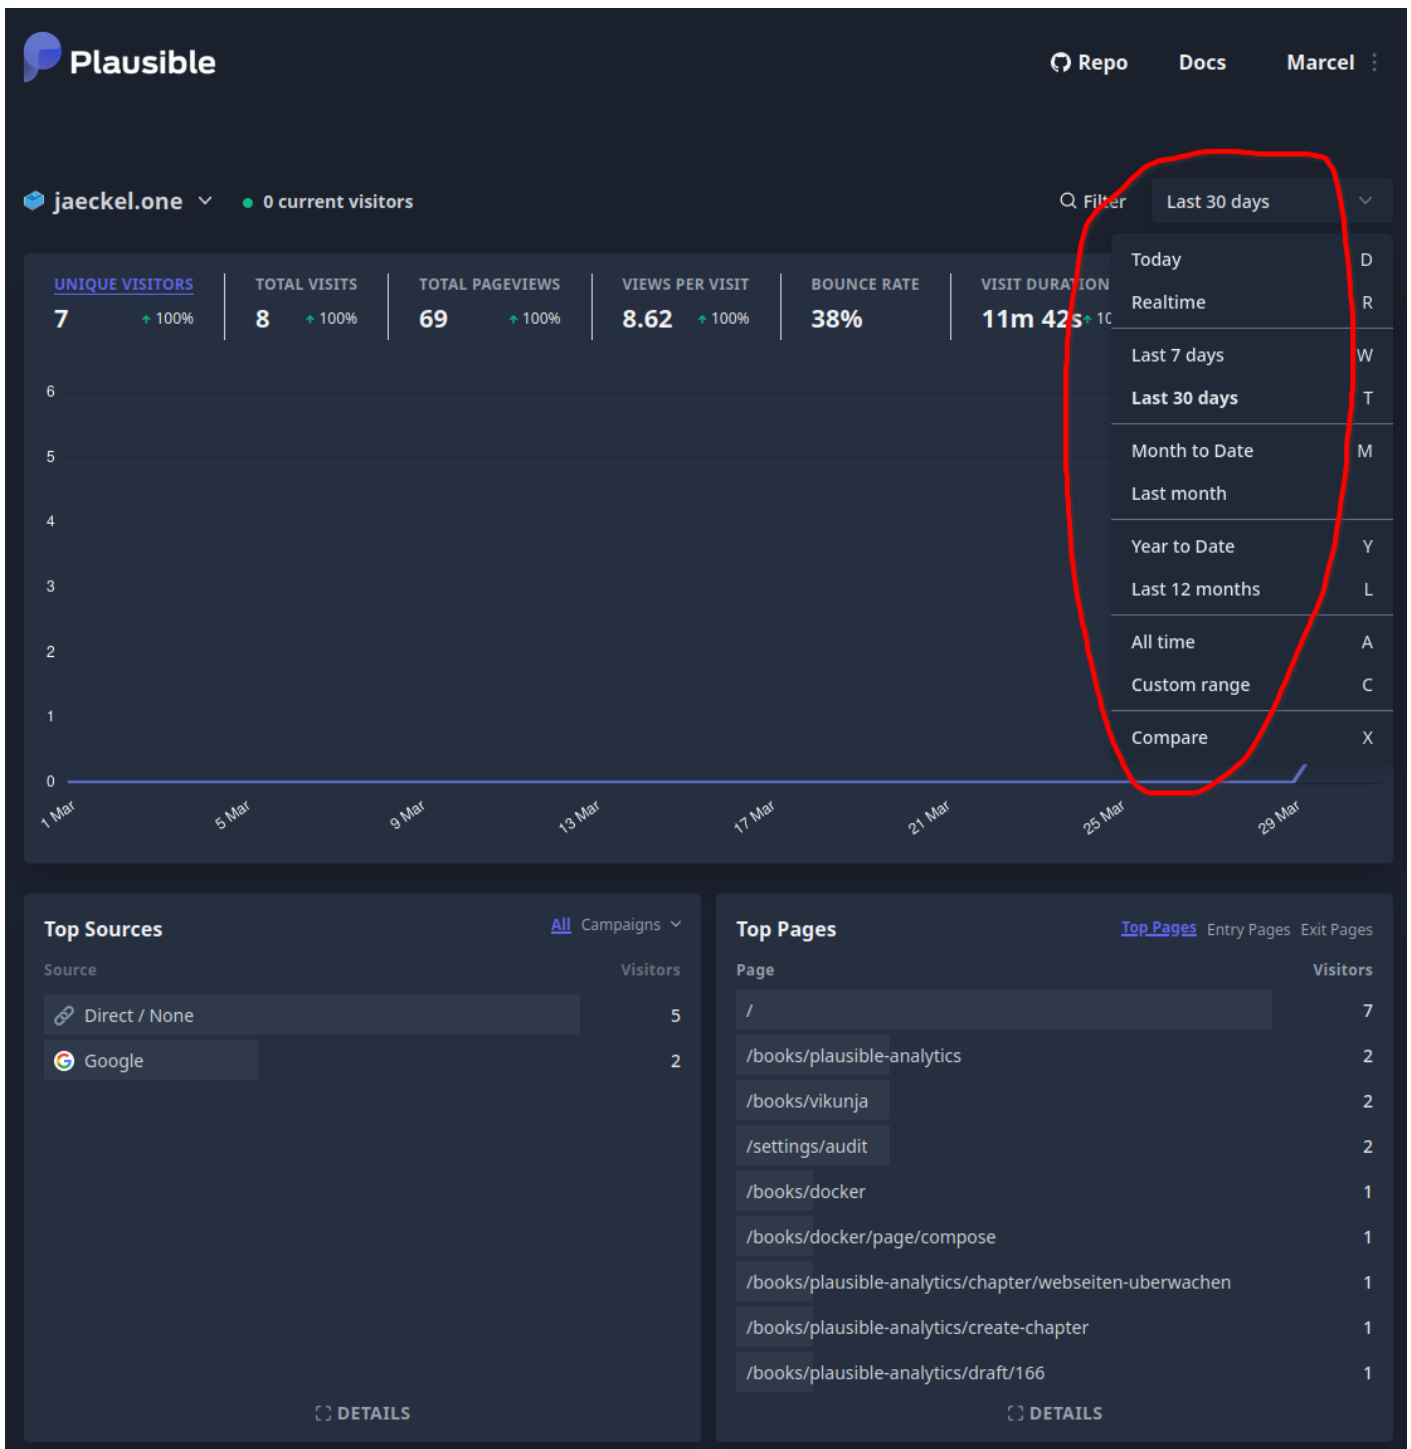 Plausible
Repo Docs Marcel
jaeckel.one 0 current visitors Filter Last 30 days
UNIQUE VISITORS TOTAL VISITS TOTAL PAGEVIEWS VIEWS PER VISIT BOUNCE RATE VISIT DURATION
7 100% 8 100% 69 100% 8.62 100% 38% 11m 42s 10
Today D
Realtime R
Last 7 days W
Last 30 days T
Month to Date M
Last month
Year to Date Y
Last 12 months L
All time A
Custom range C
Compare X
6
5
4
3
2
1
0
1 Mar 5 Mar 9 Mar 13 Mar 17 Mar 21 Mar 25 Mar 29 Mar
Top Sources All Campaigns
Source Visitors
Direct / None 5
Google 2
DETAILS
Top Pages Top Pages Entry Pages Exit Pages
Page Visitors
/ 7
/books/plausible-analytics 2
/books/vikunja 2
/settings/audit 2
/books/docker 1
/books/docker/page/compose 1
/books/plausible-analytics/chapter/webseiten-uberwachen 1
/books/plausible-analytics/create-chapter 1
/books/plausible-analytics/draft/166 1
DETAILS